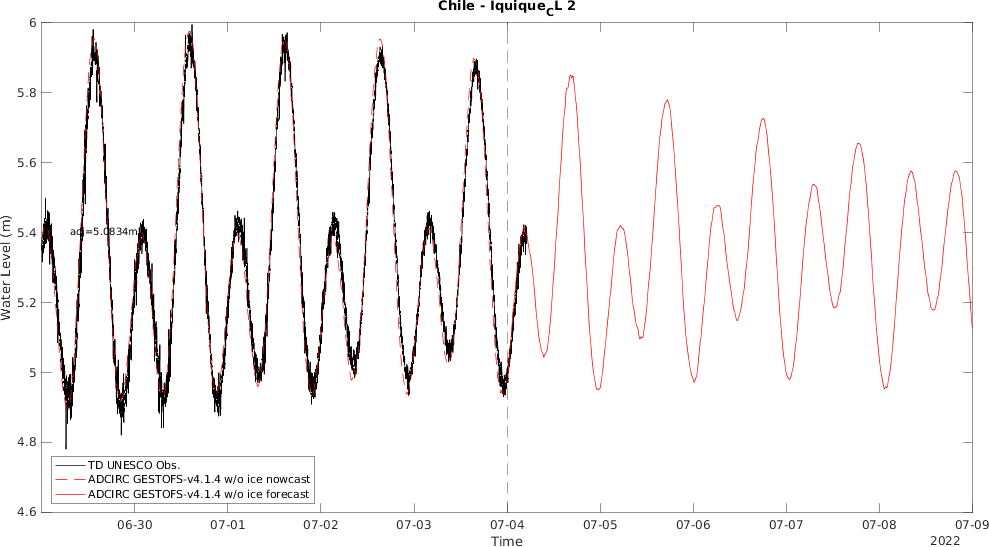 Chile - Iquique_CL 2
Water Level (m)
6
5.8
5.6
5.4
5.2
5
4.8
4.6
adj=5.0834m
TD UNESCO Obs.
ADCIRC GESTOFS-v4.1.4 w/o ice nowcast
ADCIRC GESTOFS-v4.1.4 w/o ice forecast
06-30 07-01 07-02 07-03 07-04 07-05 07-06 07-07 07-08 07-09
Time
2022